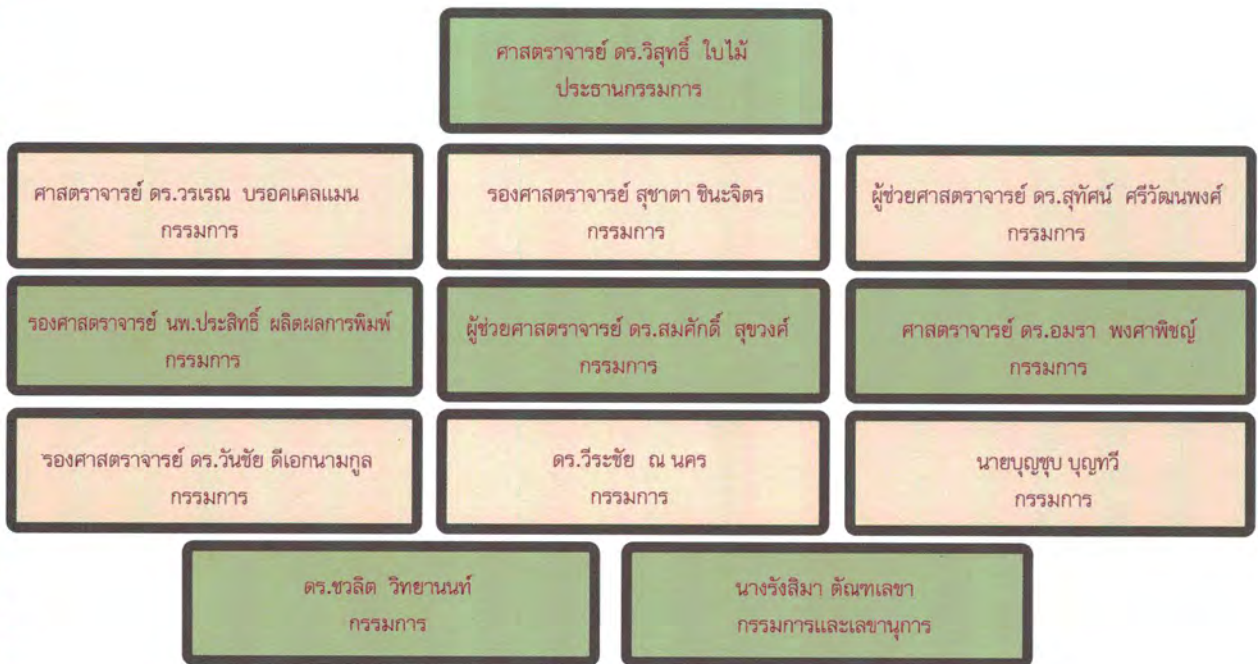 ศาสตราจารย์ ดร.วิสุทธิ์ ใบไม้
ประธานกรรมการ
ศาสตราจารย์ ดร.วรเรณ บรอคเคลแมน
กรรมการ
รองศาสตราจารย์ สุชาตา ชินะจิตร
กรรมการ
ผู้ช่วยศาสตราจารย์ ดร.สุทัศน์ ศรีวัฒนพงศ์
กรรมการ
รองศาสตราจารย์ นพ.ประสิทธิ์ ผลิตผลการพิมพ์
กรรมการ
ผู้ช่วยศาสตราจารย์ ดร.สมศักดิ์ สุขวงศ์
กรรมการ
ศาสตราจารย์ ดร.อมรา พงศาพิชญ์
กรรมการ
รองศาสตราจารย์ ดร.วันชัย ดีเอกนามกูล
กรรมการ
ดร.วีระชัย ณ นคร
กรรมการ
นายบุญชุบ บุญทวี
กรรมการ
ดร.ชวลิต วิทยานนท์
กรรมการ
นางรังสิมา ตัณฑเลขา
กรรมการและเลขานุการ